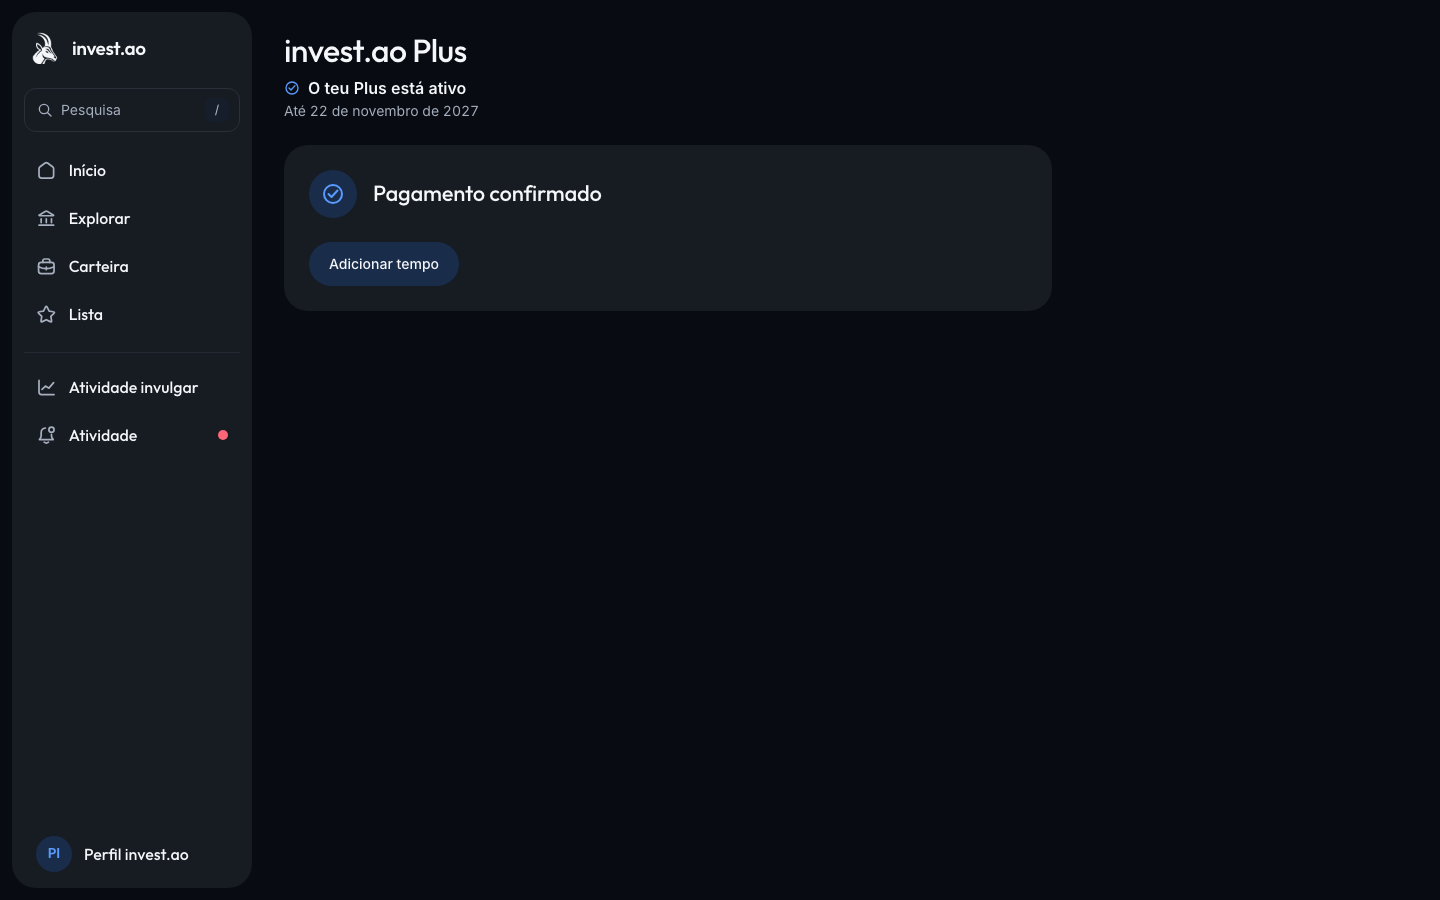 invest.ao
Pesquisa /
Início
Explorar
Carteira
Lista
Atividade invulgar
Atividade
PI Perfil invest.ao
invest.ao Plus
O teu Plus está ativo
Até 22 de novembro de 2027
Pagamento confirmado
Adicionar tempo